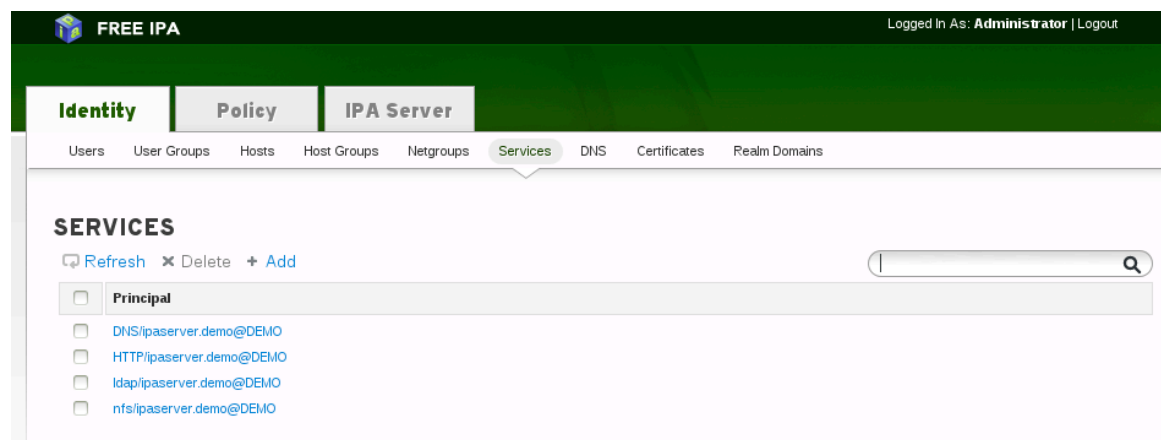 FREE IPA
Logged In As: Administrator | Logout
Identity Policy IPA Server
Users User Groups Hosts Host Groups Netgroups Services DNS Certificates Realm Domains
SERVICES
Refresh Delete Add
Principal
DNS/ipaserver.demo@DEMO
HTTP/ipaserver.demo@DEMO
ldap/ipaserver.demo@DEMO
nfs/ipaserver.demo@DEMO